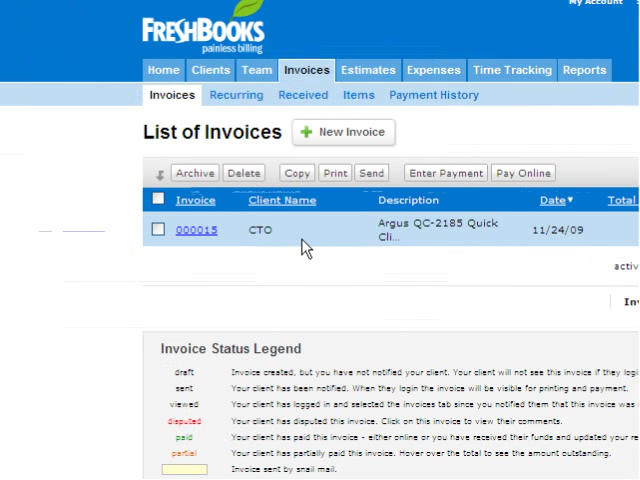 My Account
FRESHBOOKS
painless billing
Home Clients Team Invoices Estimates Expenses Time Tracking Reports
Invoices Recurring Received Items Payment History
List of Invoices + New Invoice
Archive Delete Copy Print Send Enter Payment Pay Online
Invoice Client Name Description Date▼ Total
000015 CTO Argus QC-2185 Quick Cli... 11/24/09
activ
Inv
Invoice Status Legend
draft Invoice created, but you have not notified your client. Your client will not see this invoice if they logi
sent Your client has been notified. When they login the invoice will be visible for printing and payment.
viewed Your client has logged in and selected the invoices tab since you notified them that this invoice was
disputed Your client has disputed this invoice. Click on this invoice to view their comments.
paid Your client has paid this invoice - either online or you have received their funds and updated your re
partial Your client has partially paid this invoice. Hover over the total to see the amount outstanding.
Invoice sent by snail mail.